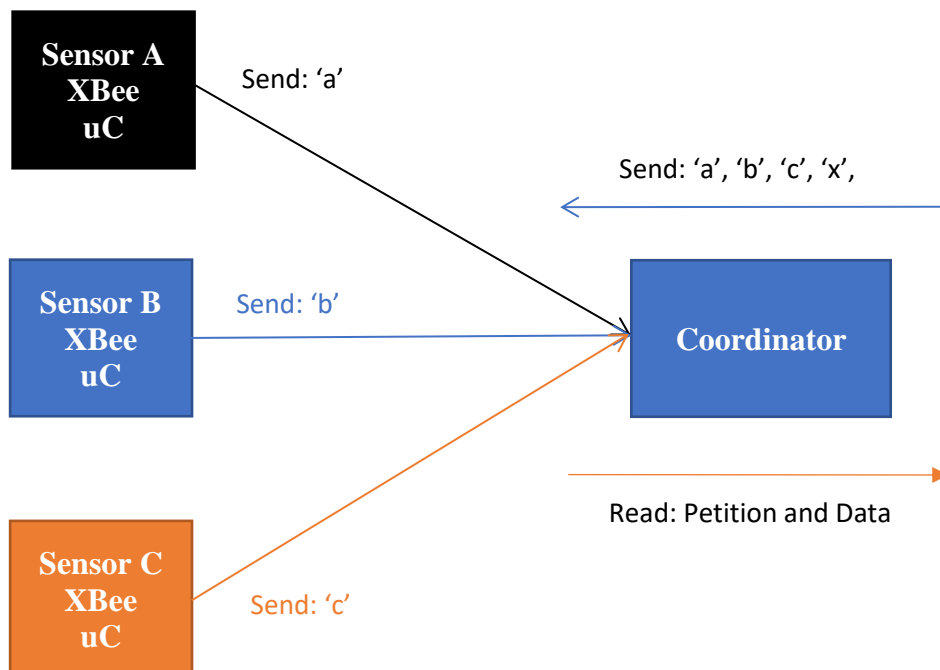 Sensor A
XBee
uC
Send: ‘a’
Send: ‘a’, ‘b’, ‘c’, ‘x’,
Sensor B
XBee
uC
Send: ‘b’
Coordinator
Read: Petition and Data
Sensor C
XBee
uC
Send: ‘c’